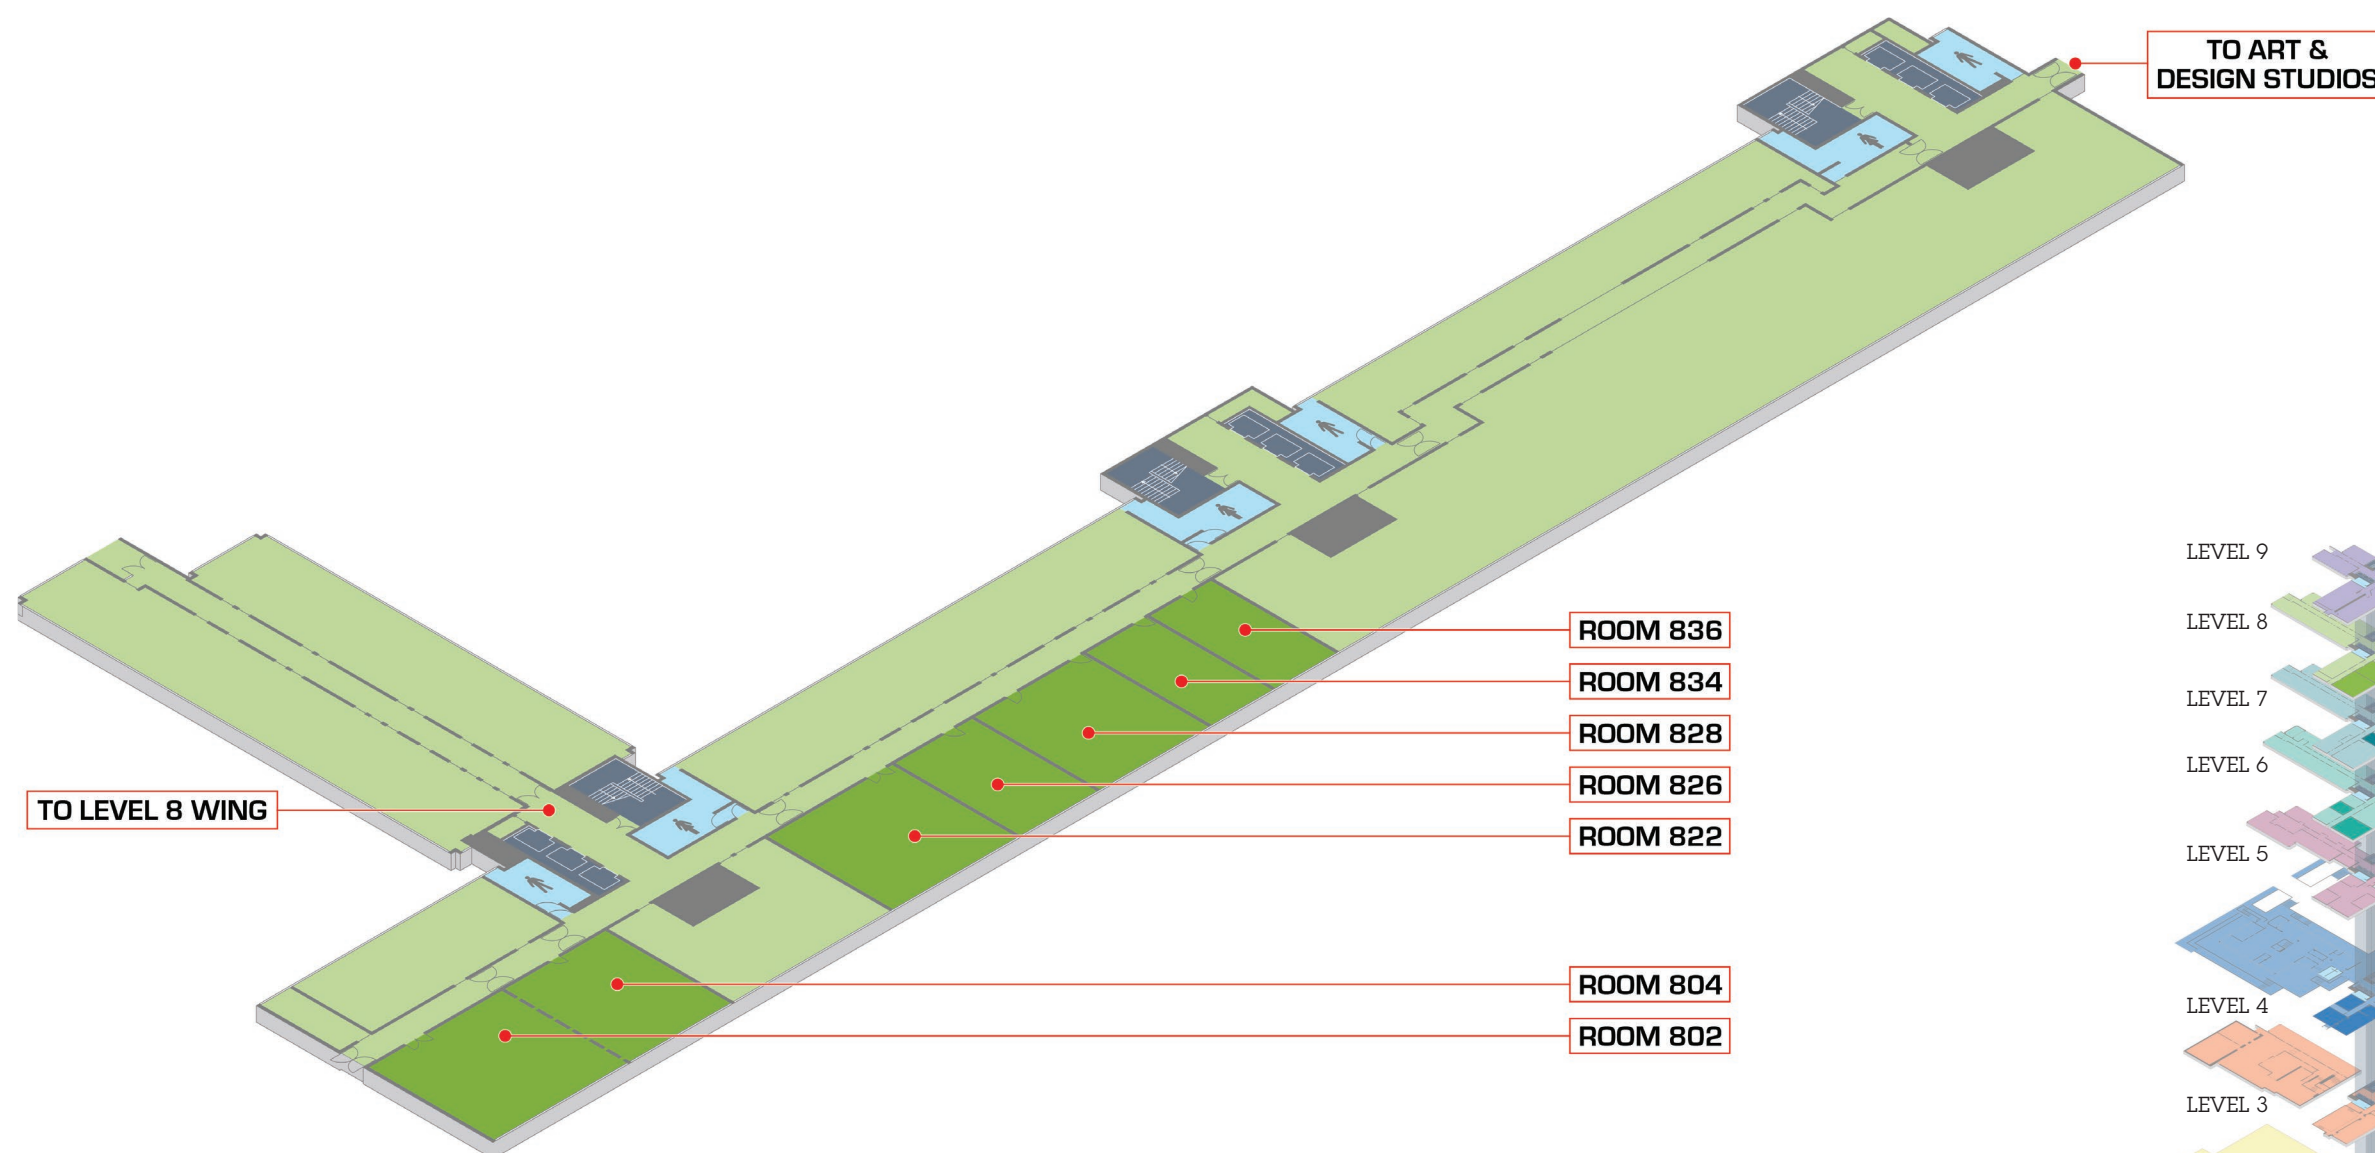 TO ART &
DESIGN STUDIOS
LEVEL 9
ROOM 836
LEVEL 8
ROOM 834
LEVEL 7
ROOM 828
LEVEL 6
ROOM 826
TO LEVEL 8 WING
ROOM 822
LEVEL 5
ROOM 804
LEVEL 4
ROOM 802
LEVEL 3